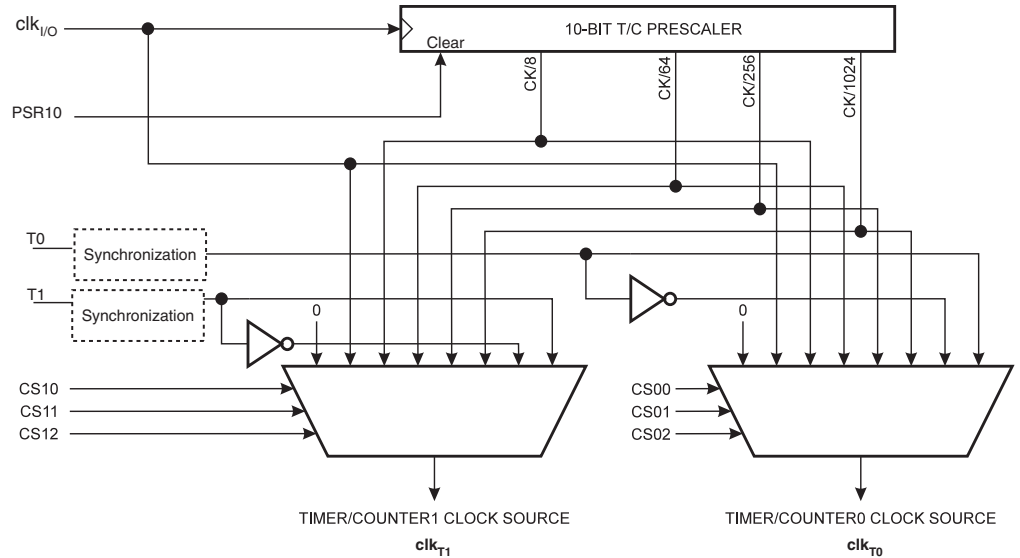 clkI/O
10-BIT T/C PRESCALER
Clear
CK/8
CK/64
CK/256
CK/1024
PSR10
T0
Synchronization
T1
Synchronization
0
0
CS10
CS11
CS12
CS00
CS01
CS02
TIMER/COUNTER1 CLOCK SOURCE
clkT1
TIMER/COUNTER0 CLOCK SOURCE
clkT0